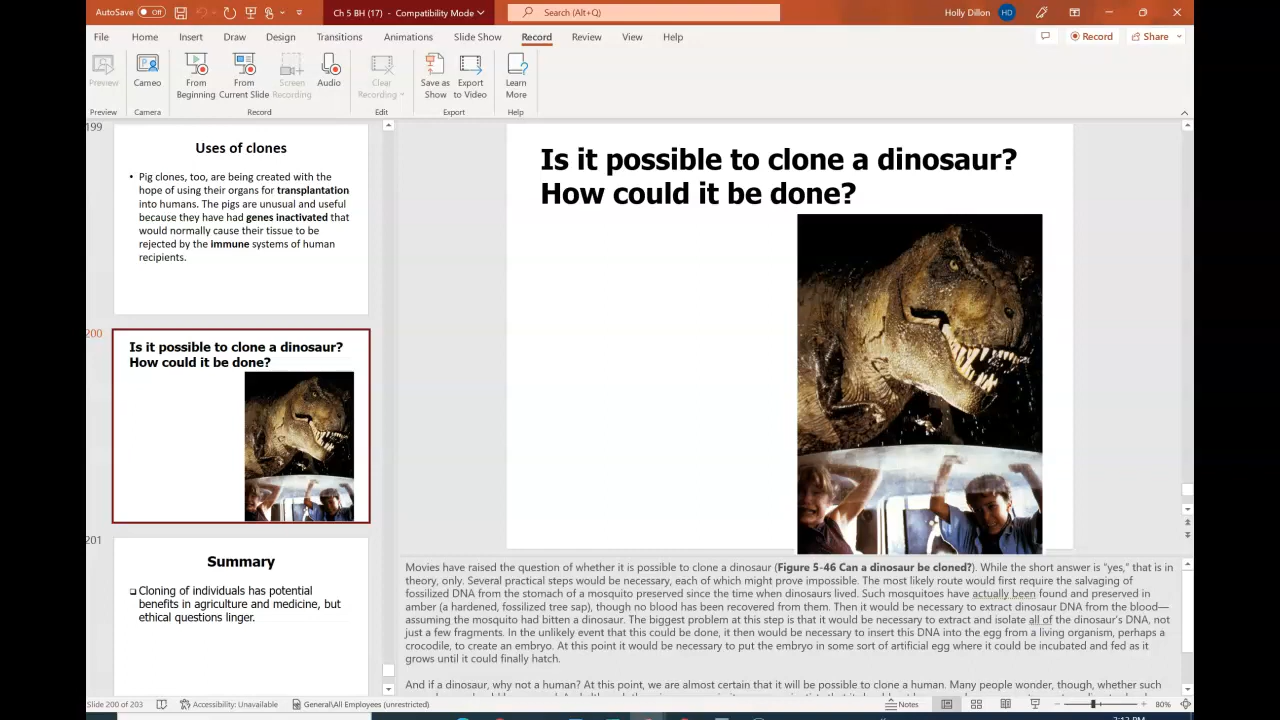 AutoSave Off
Ch 5 BH (17) - Compatibility Mode
Search (Alt+Q)
Holly Dillon HD
File Home Insert Draw Design Transitions Animations Slide Show Record Review View Help
Record Share
Preview
Cameo
From Beginning
From Current Slide
Screen Recording
Audio
Clear Recording
Save as Show
Export to Video
Learn More
Preview Camera Record Edit Export Help
199
Uses of clones
• Pig clones, too, are being created with the
hope of using their organs for transplantation
into humans. The pigs are unusual and useful
because they have had genes inactivated that
would normally cause their tissue to be
rejected by the immune systems of human
recipients.
200
Is it possible to clone a dinosaur?
How could it be done?
201
Summary
Cloning of individuals has potential
benefits in agriculture and medicine, but
ethical questions linger.
Is it possible to clone a dinosaur?
How could it be done?
Movies have raised the question of whether it is possible to clone a dinosaur (Figure 5-46 Can a dinosaur be cloned?). While the short answer is "yes," that is in
theory, only. Several practical steps would be necessary, each of which might prove impossible. The most likely route would first require the salvaging of
fossilized DNA from the stomach of a mosquito preserved since the time when dinosaurs lived. Such mosquitoes have actually been found and preserved in
amber (a hardened, fossilized tree sap), though no blood has been recovered from them. Then it would be necessary to extract dinosaur DNA from the blood—
assuming the mosquito had bitten a dinosaur. The biggest problem at this step is that it would be necessary to extract and isolate all of the dinosaur's DNA, not
just a few fragments. In the unlikely event that this could be done, it then would be necessary to insert this DNA into the egg from a living organism, perhaps a
crocodile, to create an embryo. At this point it would be necessary to put the embryo in some sort of artificial egg where it could be incubated and fed as it
grows until it could finally hatch.
And if a dinosaur, why not a human? At this point, we are almost certain that it will be possible to clone a human. Many people wonder, though, whether such
Slide 200 of 203
Accessibility: Unavailable
General\All Employees (unrestricted)
Notes
80%